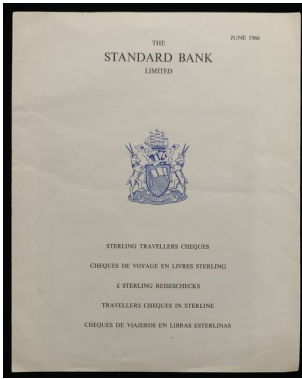 JUNE 1966
THE
STANDARD BANK
LIMITED
STERLING TRAVELLERS CHEQUES
CHEQUES DE VOYAGE EN LIVRES STERLING
£ STERLING REISESCHECKS
TRAVELLERS CHEQUES IN STERLINE
CHEQUES DE VIAJEROS EN LIBRAS ESTERLINAS